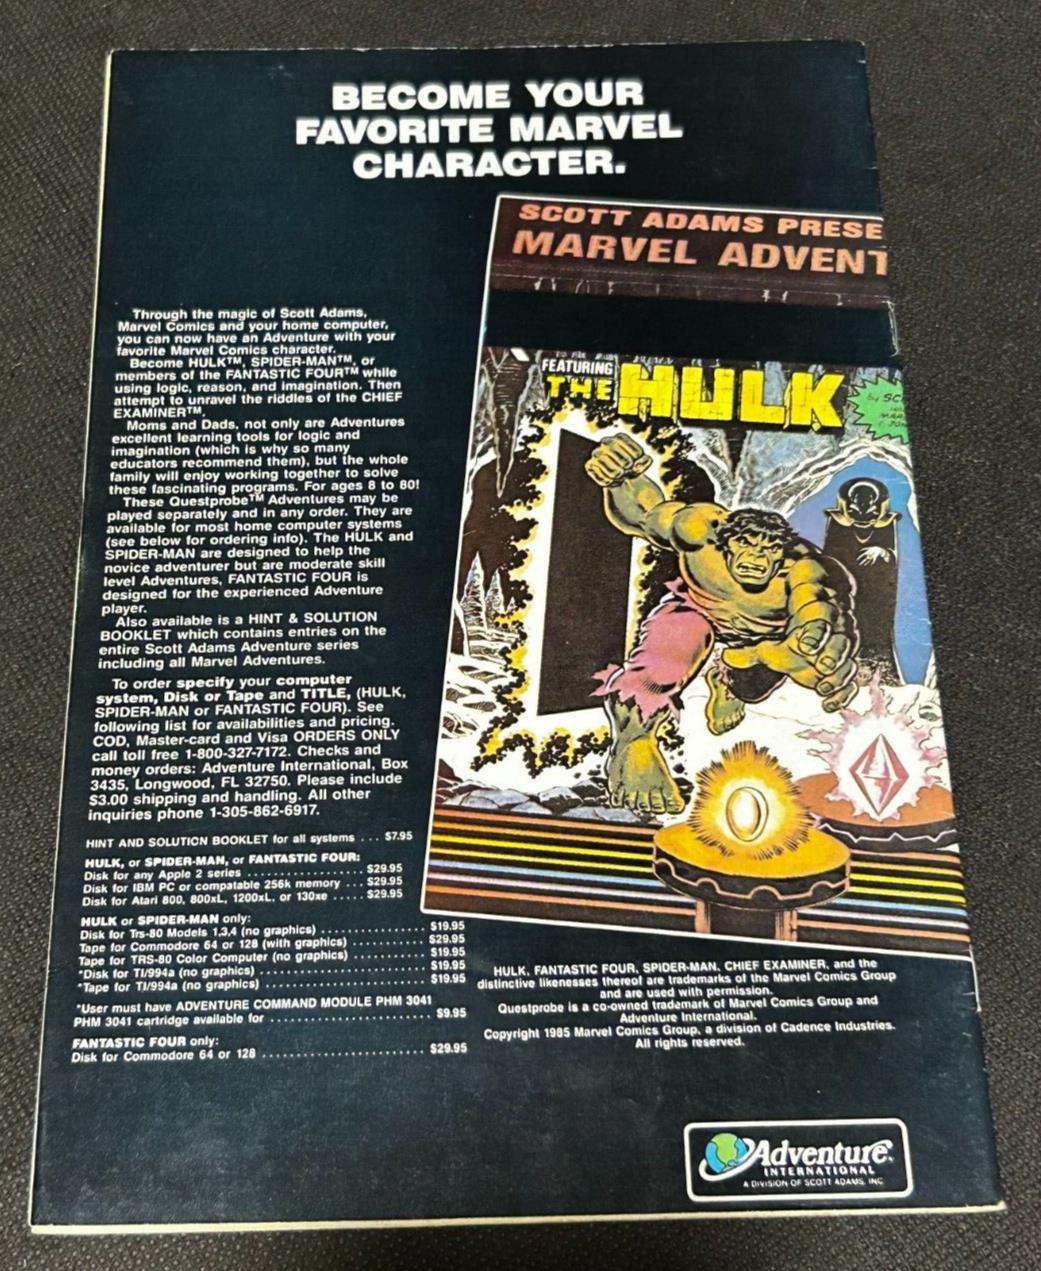 BECOME YOUR
FAVORITE MARVEL
CHARACTER.
SCOTT ADAMS PRESE
MARVEL ADVENT
FEATURING
THE HULK
by SC
MAR
Through the magic of Scott Adams,
Marvel Comics and your home computer,
you can now have an Adventure with your
favorite Marvel Comics character.
Become HULK™, SPIDER-MAN™, or
members of the FANTASTIC FOUR™ while
using logic, reason, and imagination. Then
attempt to unravel the riddles of the CHIEF
EXAMINER™.
Moms and Dads, not only are Adventures
excellent learning tools for logic and
imagination (which is why so many
educators recommend them), but the whole
family will enjoy working together to solve
these fascinating programs. For ages 8 to 80!
These Questprobe™ Adventures may be
played separately and in any order. They are
available for most home computer systems
(see below for ordering info). The HULK and
SPIDER-MAN are designed to help the
novice adventurer but are moderate skill
level Adventures, FANTASTIC FOUR is
designed for the experienced Adventure
player.
Also available is a HINT & SOLUTION
BOOKLET which contains entries on the
entire Scott Adams Adventure series
including all Marvel Adventures.
To order specify your computer
system, Disk or Tape and TITLE, (HULK,
SPIDER-MAN or FANTASTIC FOUR). See
following list for availabilities and pricing.
COD, Master-card and Visa ORDERS ONLY
call toll free 1-800-327-7172. Checks and
money orders: Adventure International, Box
3435, Longwood, FL 32750. Please include
$3.00 shipping and handling. All other
inquiries phone 1-305-862-6917.
HINT AND SOLUTION BOOKLET for all systems ... $7.95
HULK, or SPIDER-MAN, or FANTASTIC FOUR:
Disk for any Apple 2 series .................. $29.95
Disk for IBM PC or compatable 256k memory ... $29.95
Disk for Atari 800, 800xL, 1200xL, or 130xe ..... $29.95
HULK or SPIDER-MAN only:
Disk for Trs-80 Models 1,3,4 (no graphics) ................ $19.95
Tape for Commodore 64 or 128 (with graphics) ............ $29.95
Tape for TRS-80 Color Computer (no graphics) ............ $19.95
*Disk for TI/994a (no graphics) ........................... $19.95
*Tape for TI/994a (no graphics) .......................... $19.95
*User must have ADVENTURE COMMAND MODULE PHM 3041
PHM 3041 cartridge available for ........................ $9.95
FANTASTIC FOUR only:
Disk for Commodore 64 or 128 ........................ $29.95
HULK, FANTASTIC FOUR, SPIDER-MAN, CHIEF EXAMINER, and the
distinctive likenesses thereof are trademarks of the Marvel Comics Group
and are used with permission.
Questprobe is a co-owned trademark of Marvel Comics Group and
Adventure International.
Copyright 1985 Marvel Comics Group, a division of Cadence Industries.
All rights reserved.
Adventure
INTERNATIONAL
A DIVISION OF SCOTT ADAMS, INC